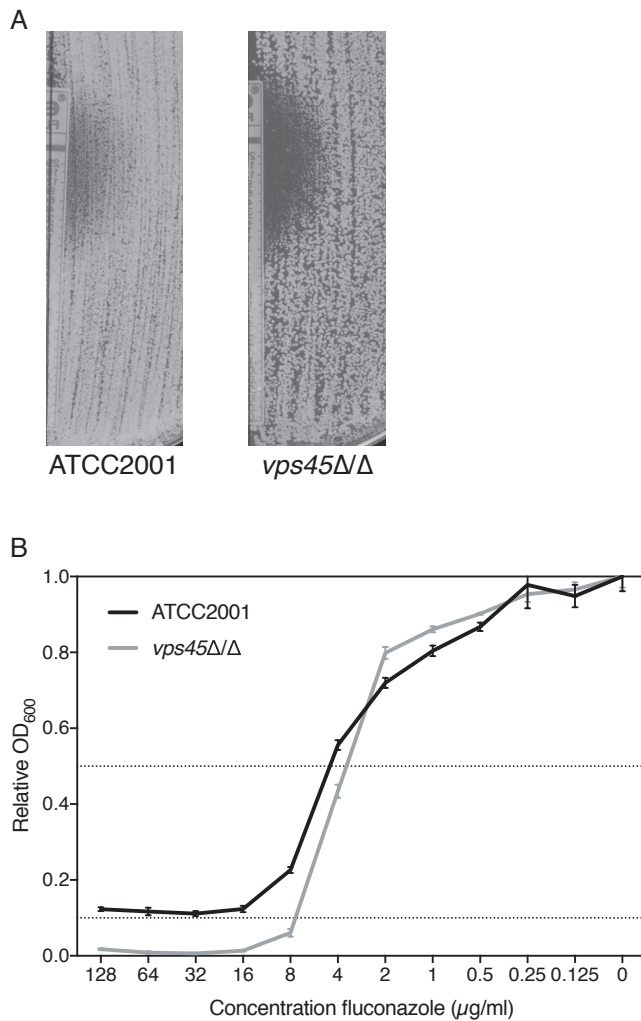 A
ATCC2001
vps45Δ/Δ
B
1.0
0.8
0.6
0.4
0.2
0.0
Relative OD600
ATCC2001
vps45Δ/Δ
128 64 32 16 8 4 2 1 0.5 0.25 0.125 0
Concentration fluconazole (µg/ml)